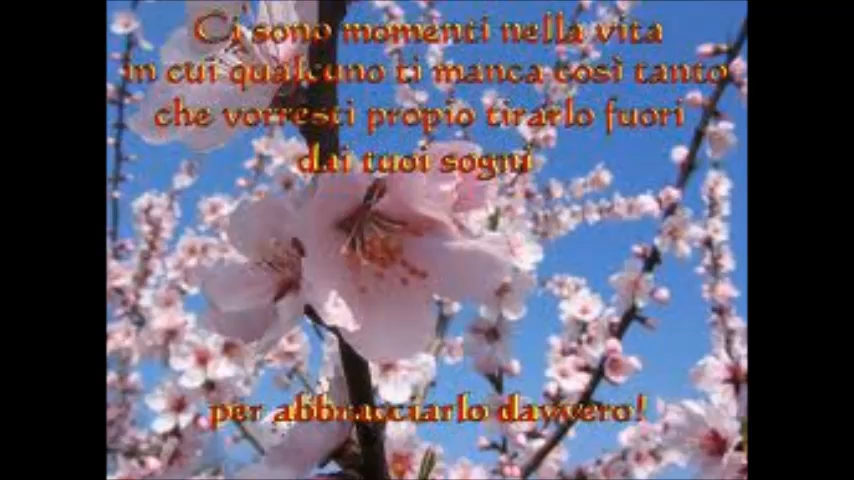 Ci sono momenti nella vita
in cui qualcuno ti manca così tanto
che vorresti propio tirarlo fuori
dai tuoi sogni
per abbracciarlo davvero!